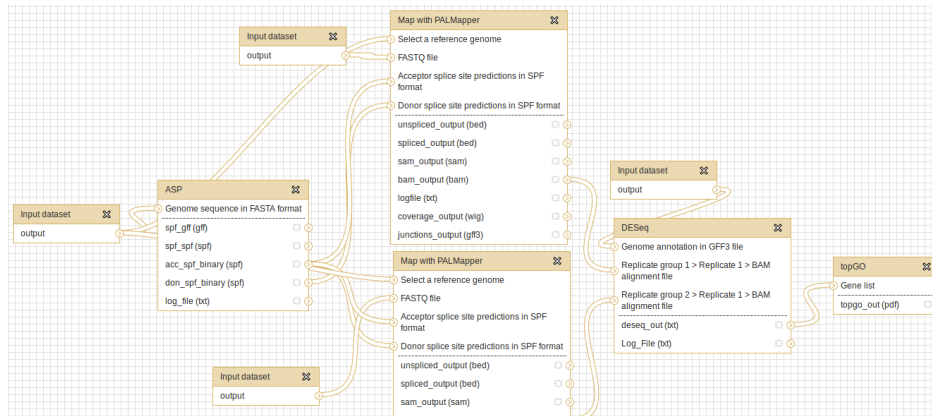 Map with PALMapper
Select a reference genome
FASTQ file
Acceptor splice site predictions in SPF
format
Donor splice site predictions in SPF format
unspliced_output (bed)
spliced_output (bed)
sam_output (sam)
bam_output (bam)
logfile (txt)
coverage_output (wig)
junctions_output (gff3)
Input dataset
output
Input dataset
output
ASP
Genome sequence in FASTA format
spf_gff (gff)
spf_spf (spf)
acc_spf_binary (spf)
don_spf_binary (spf)
log_file (txt)
Map with PALMapper
Select a reference genome
FASTQ file
Acceptor splice site predictions in SPF
format
Donor splice site predictions in SPF format
unspliced_output (bed)
spliced_output (bed)
sam_output (sam)
Input dataset
output
Input dataset
output
DESeq
Genome annotation in GFF3 file
Replicate group 1 > Replicate 1 > BAM
alignment file
Replicate group 2 > Replicate 1 > BAM
alignment file
deseq_out (txt)
Log_File (txt)
topGO
Gene list
topgo_out (pdf)